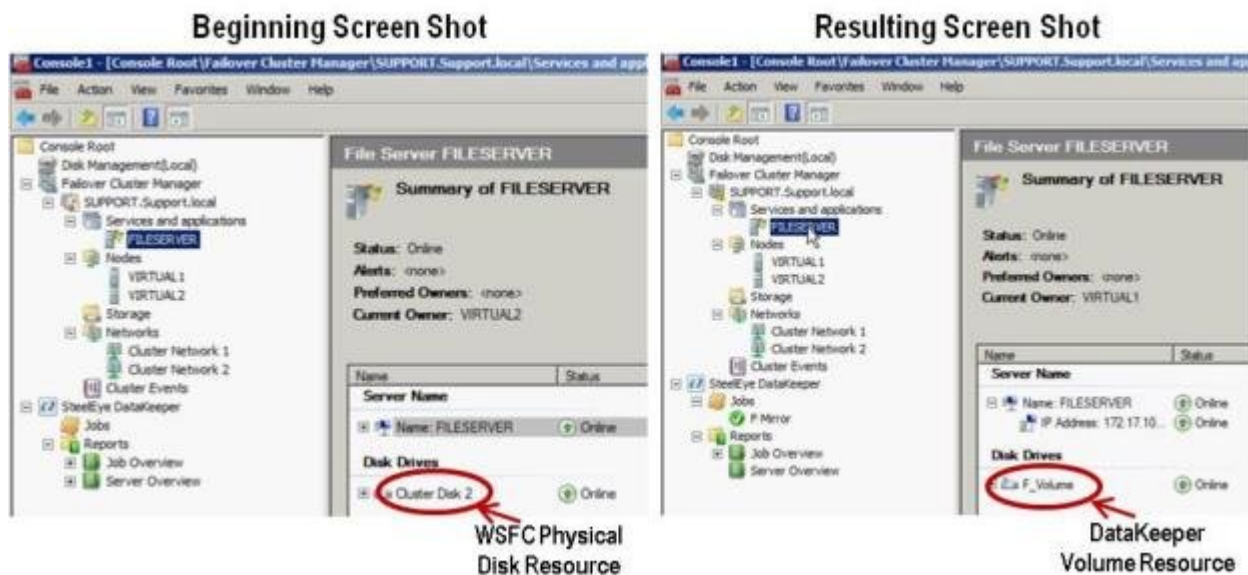 Beginning Screen Shot
Console1 - [Console Root\Failover Cluster Manager\SUPPORT.Support.local\Services and appl
File Action View Favorites Window Help
Console Root
Disk Management(Local)
Failover Cluster Manager
SUPPORT.Support.local
Services and applications
FILESERVER
Nodes
VIRTUAL1
VIRTUAL2
Storage
Networks
Cluster Network 1
Cluster Network 2
Cluster Events
SteelEye DataKeeper
Jobs
Reports
Job Overview
Server Overview
File Server FILESERVER
Summary of FILESERVER
Status: Online
Alerts: <none>
Preferred Owners: <none>
Current Owner: VIRTUAL2
Name Status
Server Name
Name: FILESERVER Online
Disk Drives
Cluster Disk 2 Online
WSFC Physical
Disk Resource
Resulting Screen Shot
Console1 - [Console Root\Failover Cluster Manager\SUPPORT.Support.local\Services and ap
File Action View Favorites Window Help
Console Root
Disk Management(Local)
Failover Cluster Manager
SUPPORT.Support.local
Services and applications
FILESERVER
Nodes
VIRTUAL1
VIRTUAL2
Storage
Networks
Cluster Network 1
Cluster Network 2
Cluster Events
SteelEye DataKeeper
Jobs
F Mirror
Reports
Job Overview
Server Overview
File Server FILESERVER
Summary of FILESERVER
Status: Online
Alerts: <none>
Preferred Owners: <none>
Current Owner: VIRTUAL1
Name Status
Server Name
Name: FILESERVER Online
IP Address: 172.17.10... Online
Disk Drives
F_Volume Online
DataKeeper
Volume Resource